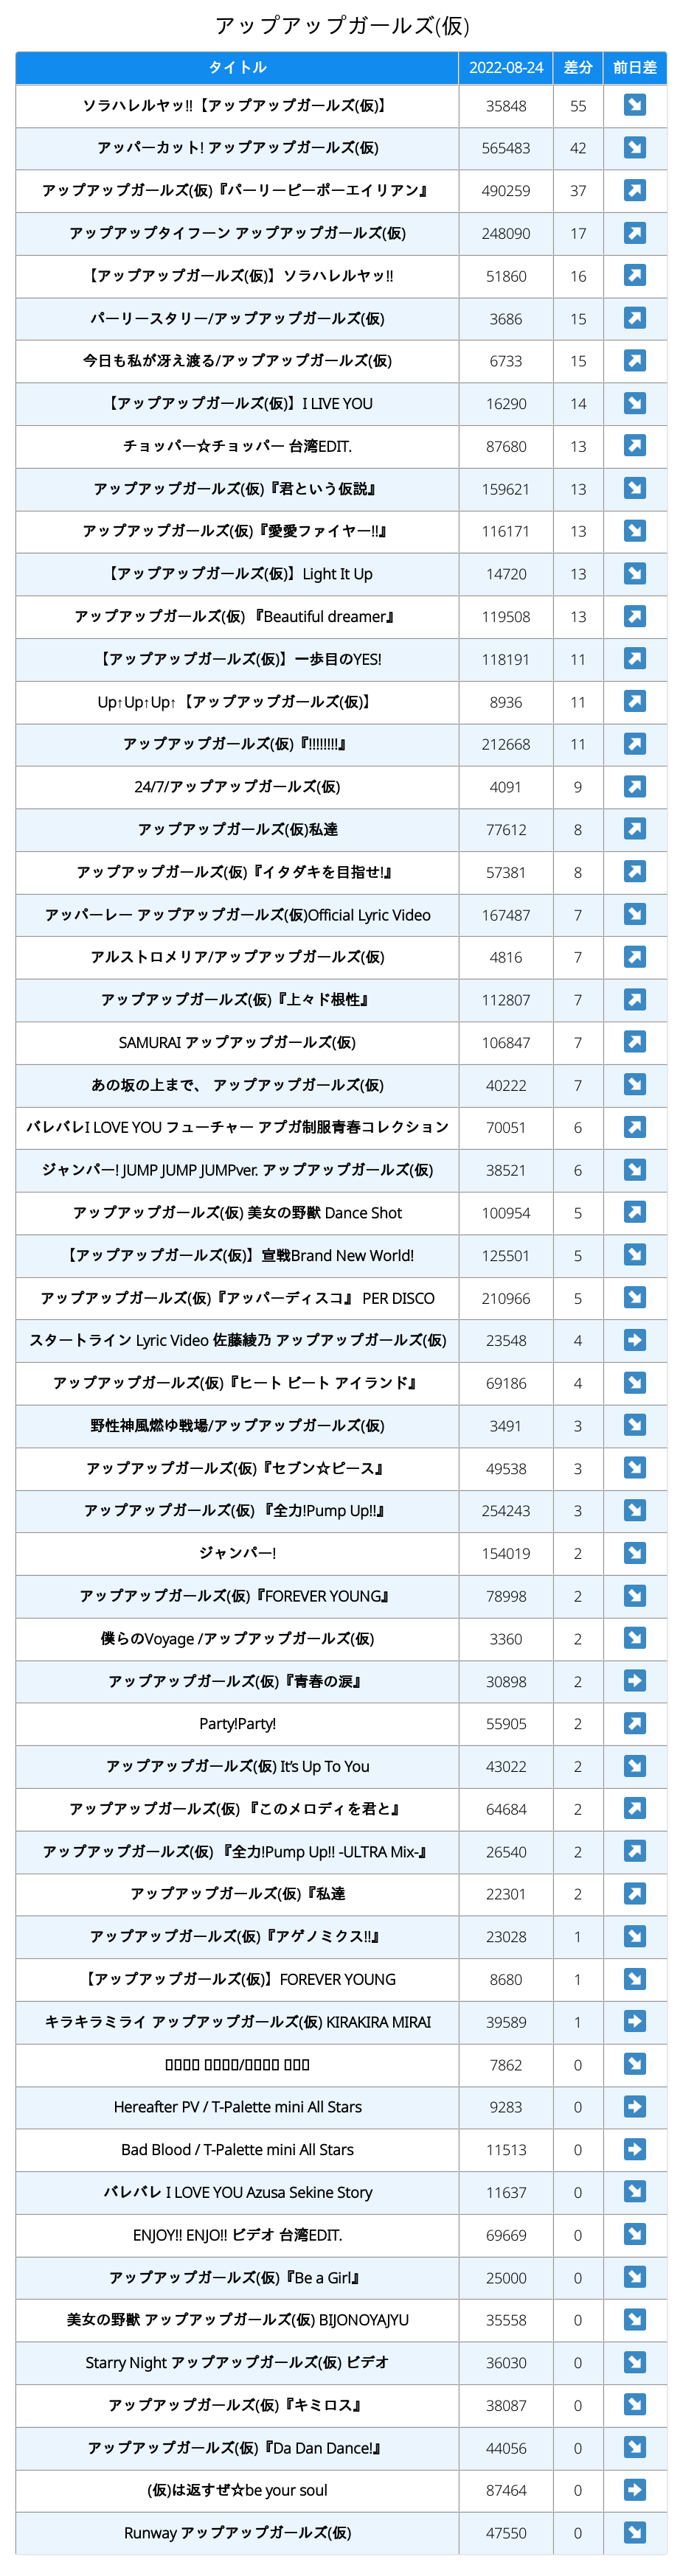 アップアップガールズ(仮)
タイトル 2022-08-24 差分 前日差
ソラハレルヤッ!!【アップアップガールズ(仮)】 35848 55
アッパーカット! アップアップガールズ(仮) 565483 42
アップアップガールズ(仮)『パーリーピーポーエイリアン』 490259 37
アップアップタイフーン アップアップガールズ(仮) 248090 17
【アップアップガールズ(仮)】ソラハレルヤッ!! 51860 16
パーリースタリー/アップアップガールズ(仮) 3686 15
今日も私が冴え渡る/アップアップガールズ(仮) 6733 15
【アップアップガールズ(仮)】I LIVE YOU 16290 14
チョッパー☆チョッパー 台湾EDIT. 87680 13
アップアップガールズ(仮)『君という仮説』 159621 13
アップアップガールズ(仮)『愛愛ファイヤー!!』 116171 13
【アップアップガールズ(仮)】Light It Up 14720 13
アップアップガールズ(仮) 『Beautiful dreamer』 119508 13
【アップアップガールズ(仮)】一歩目のYES! 118191 11
Up↑Up↑Up↑【アップアップガールズ(仮)】 8936 11
アップアップガールズ(仮)『!!!!!!!!』 212668 11
24/7/アップアップガールズ(仮) 4091 9
アップアップガールズ(仮)私達 77612 8
アップアップガールズ(仮)『イタダキを目指せ!』 57381 8
アッパーレー アップアップガールズ(仮)Official Lyric Video 167487 7
アルストロメリア/アップアップガールズ(仮) 4816 7
アップアップガールズ(仮)『上々ド根性』 112807 7
SAMURAI アップアップガールズ(仮) 106847 7
あの坂の上まで、 アップアップガールズ(仮) 40222 7
バレバレI LOVE YOU フューチャー アプガ制服青春コレクション 70051 6
ジャンパー! JUMP JUMP JUMPver. アップアップガールズ(仮) 38521 6
アップアップガールズ(仮) 美女の野獣 Dance Shot 100954 5
【アップアップガールズ(仮)】宣戦Brand New World! 125501 5
アップアップガールズ(仮)『アッパーディスコ』 PER DISCO 210966 5
スタートライン Lyric Video 佐藤綾乃 アップアップガールズ(仮) 23548 4
アップアップガールズ(仮)『ヒート ビート アイランド』 69186 4
野性神風燃ゆ戦場/アップアップガールズ(仮) 3491 3
アップアップガールズ(仮)『セブン☆ピース』 49538 3
アップアップガールズ(仮) 『全力!Pump Up!!』 254243 3
ジャンパー! 154019 2
アップアップガールズ(仮)『FOREVER YOUNG』 78998 2
僕らのVoyage /アップアップガールズ(仮) 3360 2
アップアップガールズ(仮)『青春の涙』 30898 2
Party!Party! 55905 2
アップアップガールズ(仮) It’s Up To You 43022 2
アップアップガールズ(仮) 『このメロディを君と』 64684 2
アップアップガールズ(仮) 『全力!Pump Up!! -ULTRA Mix-』 26540 2
アップアップガールズ(仮)『私達 22301 2
アップアップガールズ(仮)『アゲノミクス!!』 23028 1
【アップアップガールズ(仮)】FOREVER YOUNG 8680 1
キラキラミライ アップアップガールズ(仮) KIRAKIRA MIRAI 39589 1
7862 0
Hereafter PV / T-Palette mini All Stars 9283 0
Bad Blood / T-Palette mini All Stars 11513 0
バレバレ I LOVE YOU Azusa Sekine Story 11637 0
ENJOY!! ENJO!! ビデオ 台湾EDIT. 69669 0
アップアップガールズ(仮)『Be a Girl』 25000 0
美女の野獣 アップアップガールズ(仮) BIJONOYAJYU 35558 0
Starry Night アップアップガールズ(仮) ビデオ 36030 0
アップアップガールズ(仮)『キミロス』 38087 0
アップアップガールズ(仮)『Da Dan Dance!』 44056 0
(仮)は返すぜ☆be your soul 87464 0
Runway アップアップガールズ(仮) 47550 0